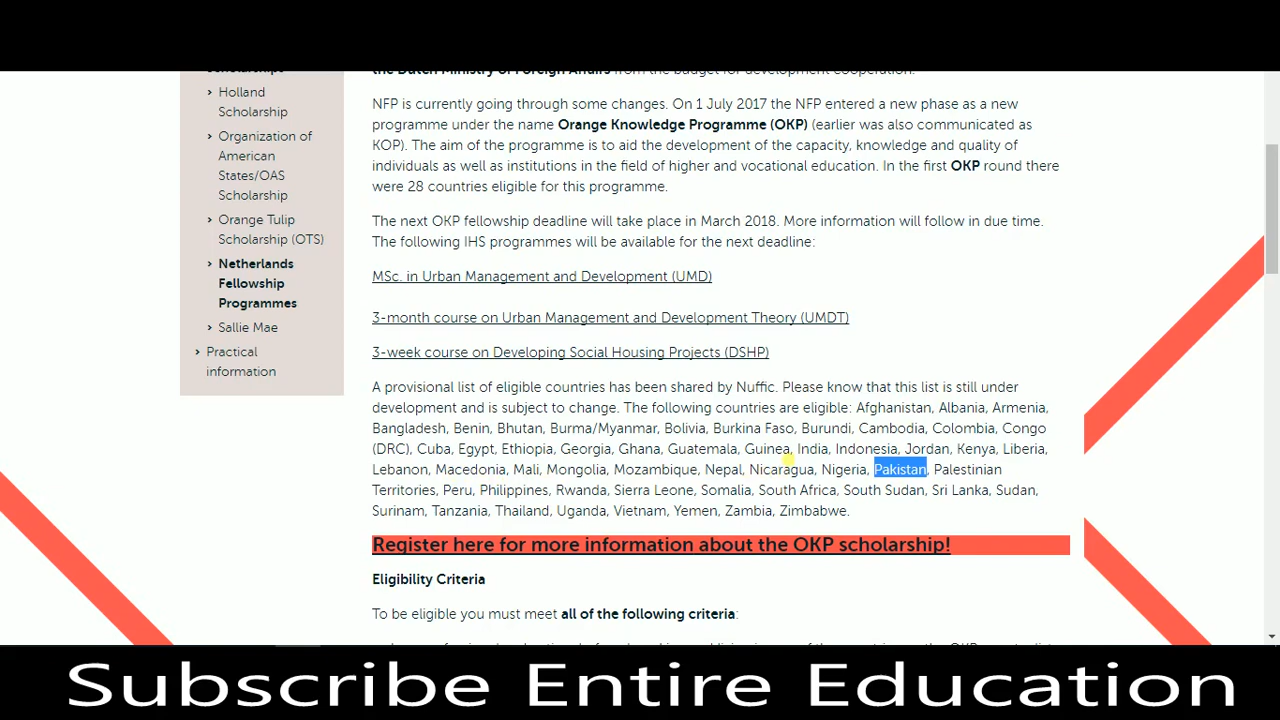 Holland
Scholarship
Organization of
American
States/OAS
Scholarship
Orange Tulip
Scholarship (OTS)
Netherlands
Fellowship
Programmes
Sallie Mae
Practical
information
the Dutch Ministry of Foreign Affairs from the budget for development cooperation.
NFP is currently going through some changes. On 1 July 2017 the NFP entered a new phase as a new
programme under the name Orange Knowledge Programme (OKP) (earlier was also communicated as
KOP). The aim of the programme is to aid the development of the capacity, knowledge and quality of
individuals as well as institutions in the field of higher and vocational education. In the first OKP round there
were 28 countries eligible for this programme.
The next OKP fellowship deadline will take place in March 2018. More information will follow in due time.
The following IHS programmes will be available for the next deadline:
MSc. in Urban Management and Development (UMD)
3-month course on Urban Management and Development Theory (UMDT)
3-week course on Developing Social Housing Projects (DSHP)
A provisional list of eligible countries has been shared by Nuffic. Please know that this list is still under
development and is subject to change. The following countries are eligible: Afghanistan, Albania, Armenia,
Bangladesh, Benin, Bhutan, Burma/Myanmar, Bolivia, Burkina Faso, Burundi, Cambodia, Colombia, Congo
(DRC), Cuba, Egypt, Ethiopia, Georgia, Ghana, Guatemala, Guinea, India, Indonesia, Jordan, Kenya, Liberia,
Lebanon, Macedonia, Mali, Mongolia, Mozambique, Nepal, Nicaragua, Nigeria, Pakistan, Palestinian
Territories, Peru, Philippines, Rwanda, Sierra Leone, Somalia, South Africa, South Sudan, Sri Lanka, Sudan,
Surinam, Tanzania, Thailand, Uganda, Vietnam, Yemen, Zambia, Zimbabwe.
Register here for more information about the OKP scholarship!
Eligibility Criteria
To be eligible you must meet all of the following criteria:
Subscribe Entire Education